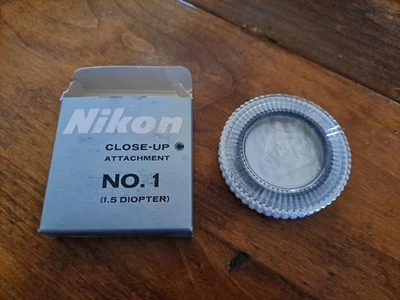 Nikon
CLOSE-UP
ATTACHMENT
NO.1
(1.5 DIOPTER)